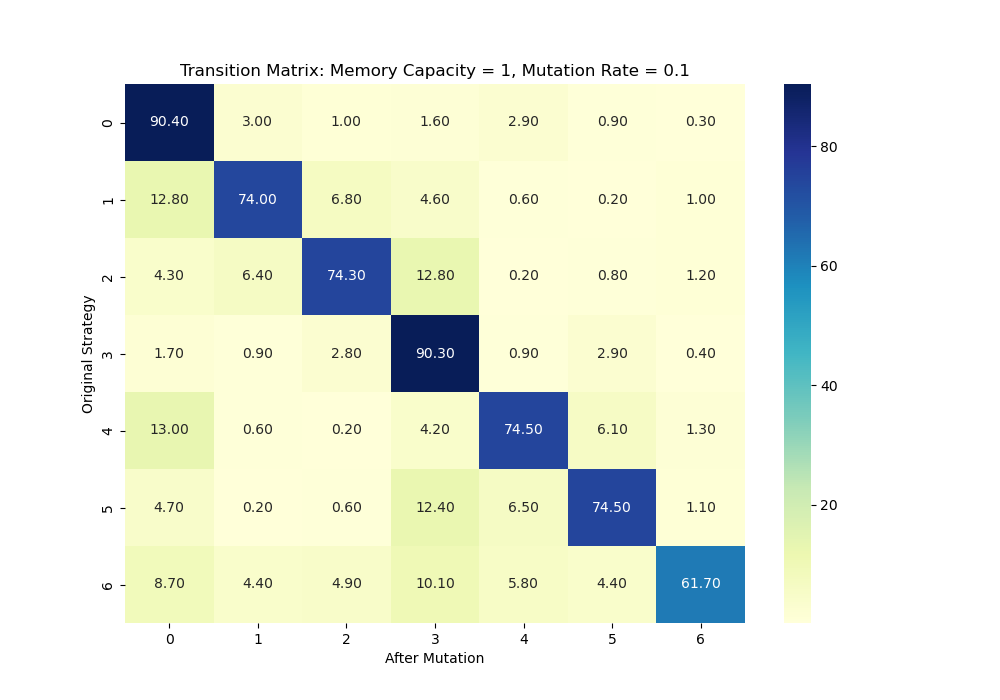 Transition Matrix: Memory Capacity = 1, Mutation Rate = 0.1
Original Strategy
0 90.40 3.00 1.00 1.60 2.90 0.90 0.30
1 12.80 74.00 6.80 4.60 0.60 0.20 1.00
2 4.30 6.40 74.30 12.80 0.20 0.80 1.20
3 1.70 0.90 2.80 90.30 0.90 2.90 0.40
4 13.00 0.60 0.20 4.20 74.50 6.10 1.30
5 4.70 0.20 0.60 12.40 6.50 74.50 1.10
6 8.70 4.40 4.90 10.10 5.80 4.40 61.70
0 1 2 3 4 5 6
After Mutation
80
60
40
20